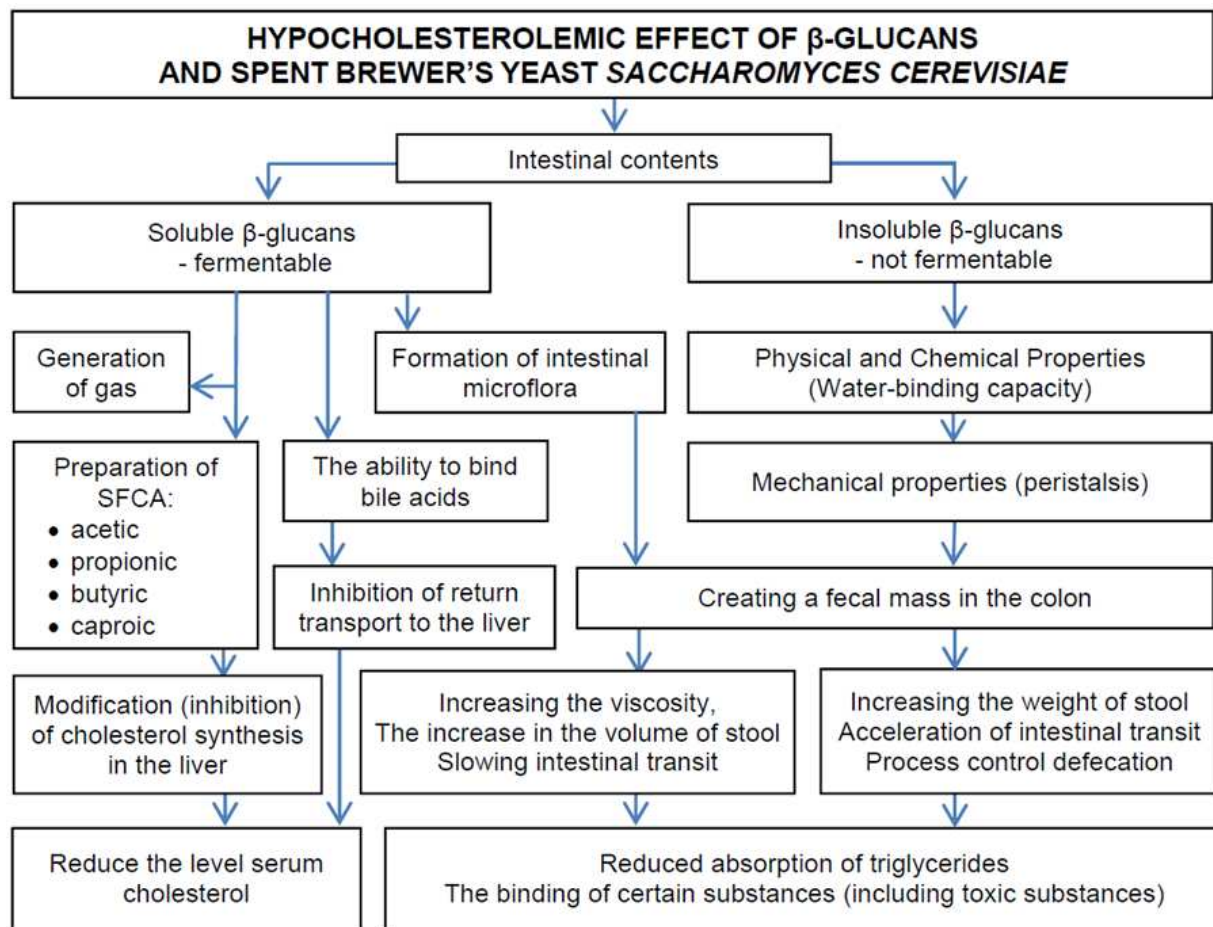 HYPOCHOLESTEROLEMIC EFFECT OF β-GLUCANS
AND SPENT BREWER'S YEAST SACCHAROMYCES CEREVISIAE
Intestinal contents
Soluble β-glucans
- fermentable
Insoluble β-glucans
- not fermentable
Generation
of gas
Formation of intestinal
microflora
Physical and Chemical Properties
(Water-binding capacity)
Preparation of
SFCA:
• acetic
• propionic
• butyric
• caproic
The ability to bind
bile acids
Mechanical properties (peristalsis)
Inhibition of return
transport to the liver
Creating a fecal mass in the colon
Modification (inhibition)
of cholesterol synthesis
in the liver
Increasing the viscosity,
The increase in the volume of stool
Slowing intestinal transit
Increasing the weight of stool
Acceleration of intestinal transit
Process control defecation
Reduce the level serum
cholesterol
Reduced absorption of triglycerides
The binding of certain substances (including toxic substances)